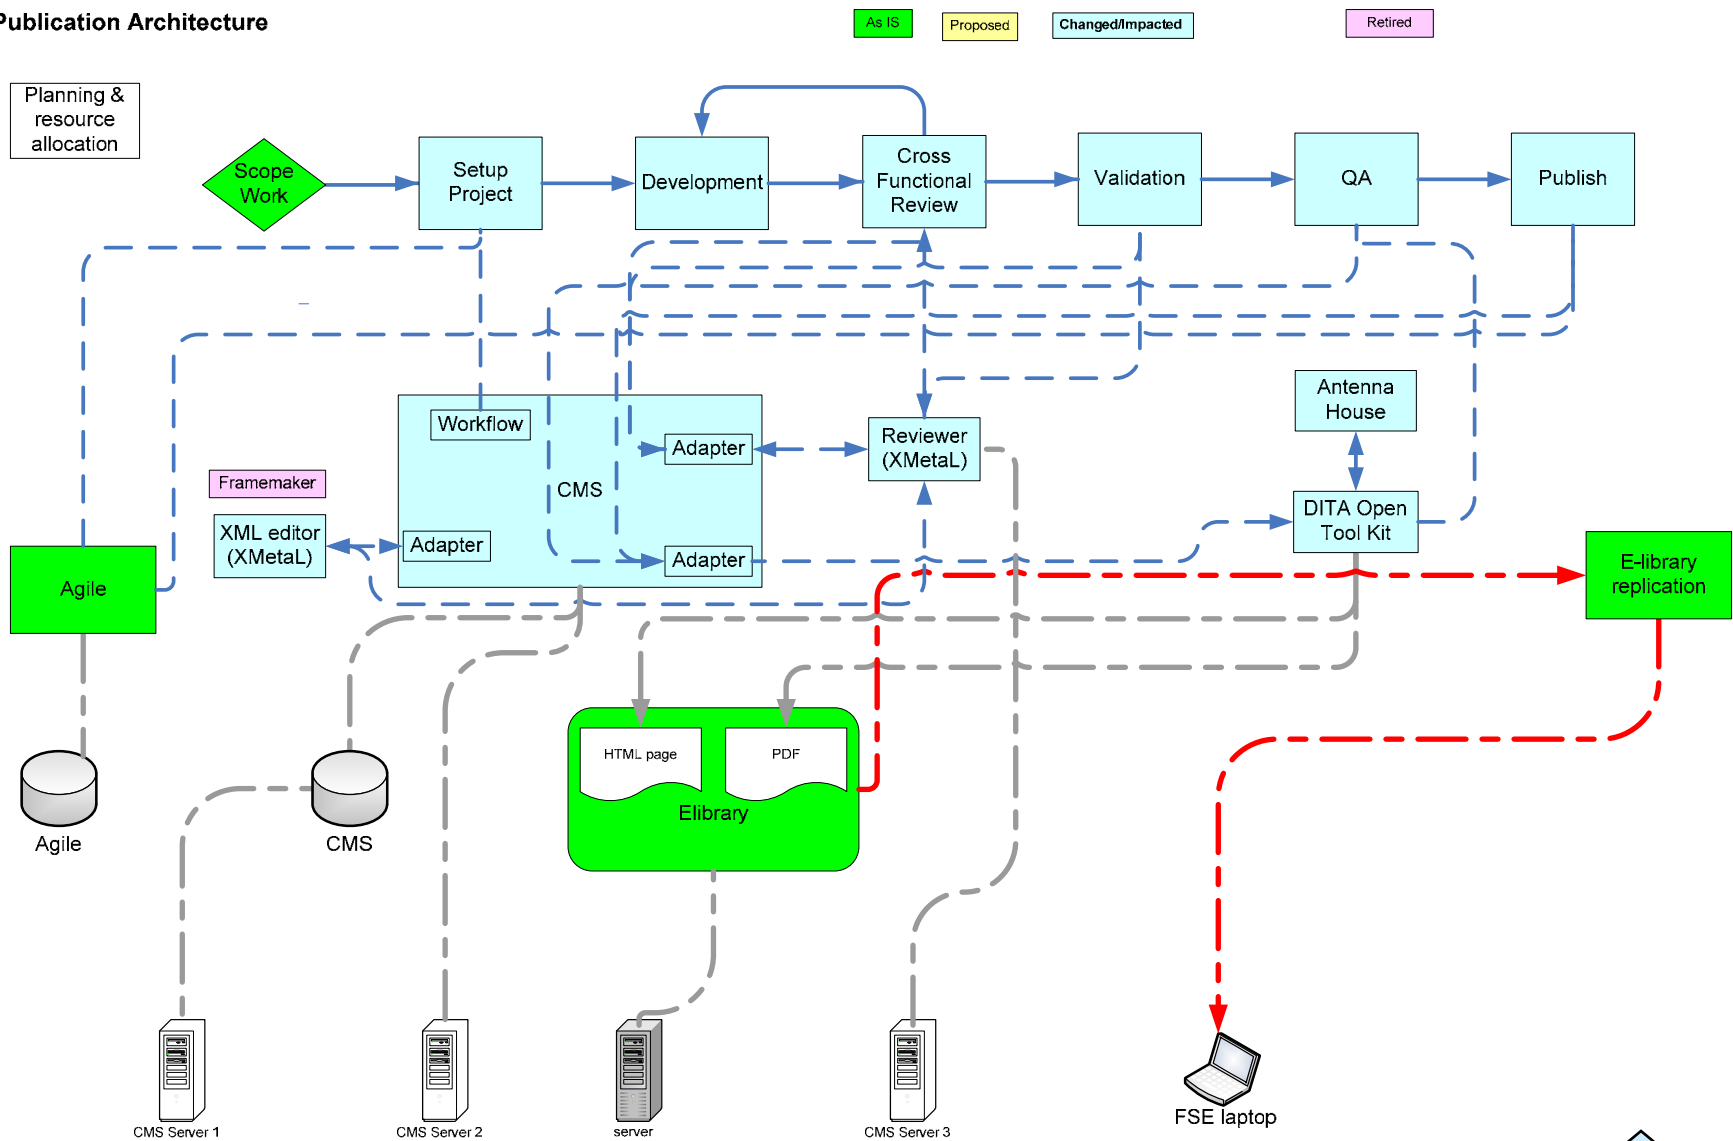 Publication Architecture
As IS
Proposed
Changed/Impacted
Retired
Planning &
resource
allocation
Scope
Work
Setup
Project
Development
Cross
Functional
Review
Validation
QA
Publish
Workflow
Adapter
CMS
Adapter
Adapter
Reviewer
(XMetaL)
Antenna
House
DITA Open
Tool Kit
Framemaker
XML editor
(XMetaL)
Agile
E-library
replication
HTML page
PDF
Elibrary
Agile
CMS
CMS Server 1
CMS Server 2
server
CMS Server 3
FSE laptop